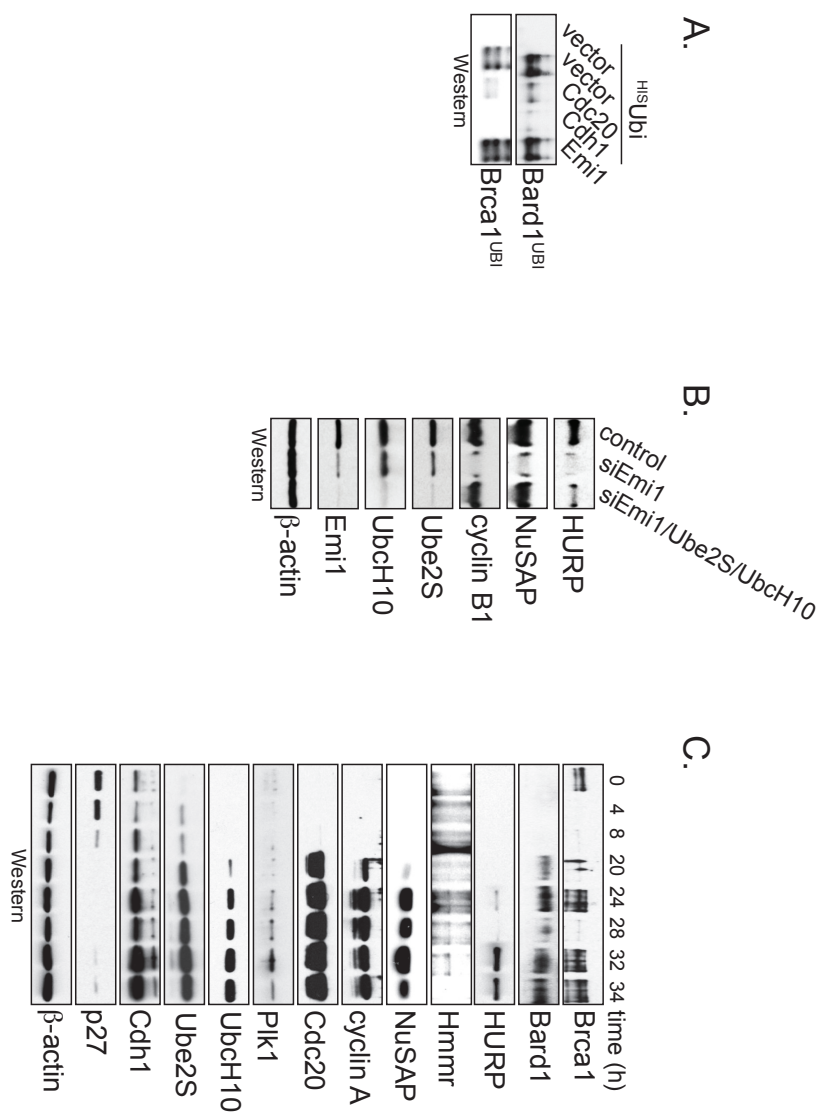 A.
HISUbi
vector
vector
Cdc20
Cdh1
Emi1
Bard1UBI
Brca1UBI
Western
B.
control
siEmi1
siEmi1/Ube2S/UbcH10
HURP
NuSAP
cyclin B1
Ube2S
UbcH10
Emi1
β-actin
Western
C.
0 4 8 20 24 28 32 34 time (h)
Brca1
Bard1
HURP
Hmmr
NuSAP
cyclin A
Cdc20
Plk1
UbcH10
Ube2S
Cdh1
p27
β-actin
Western